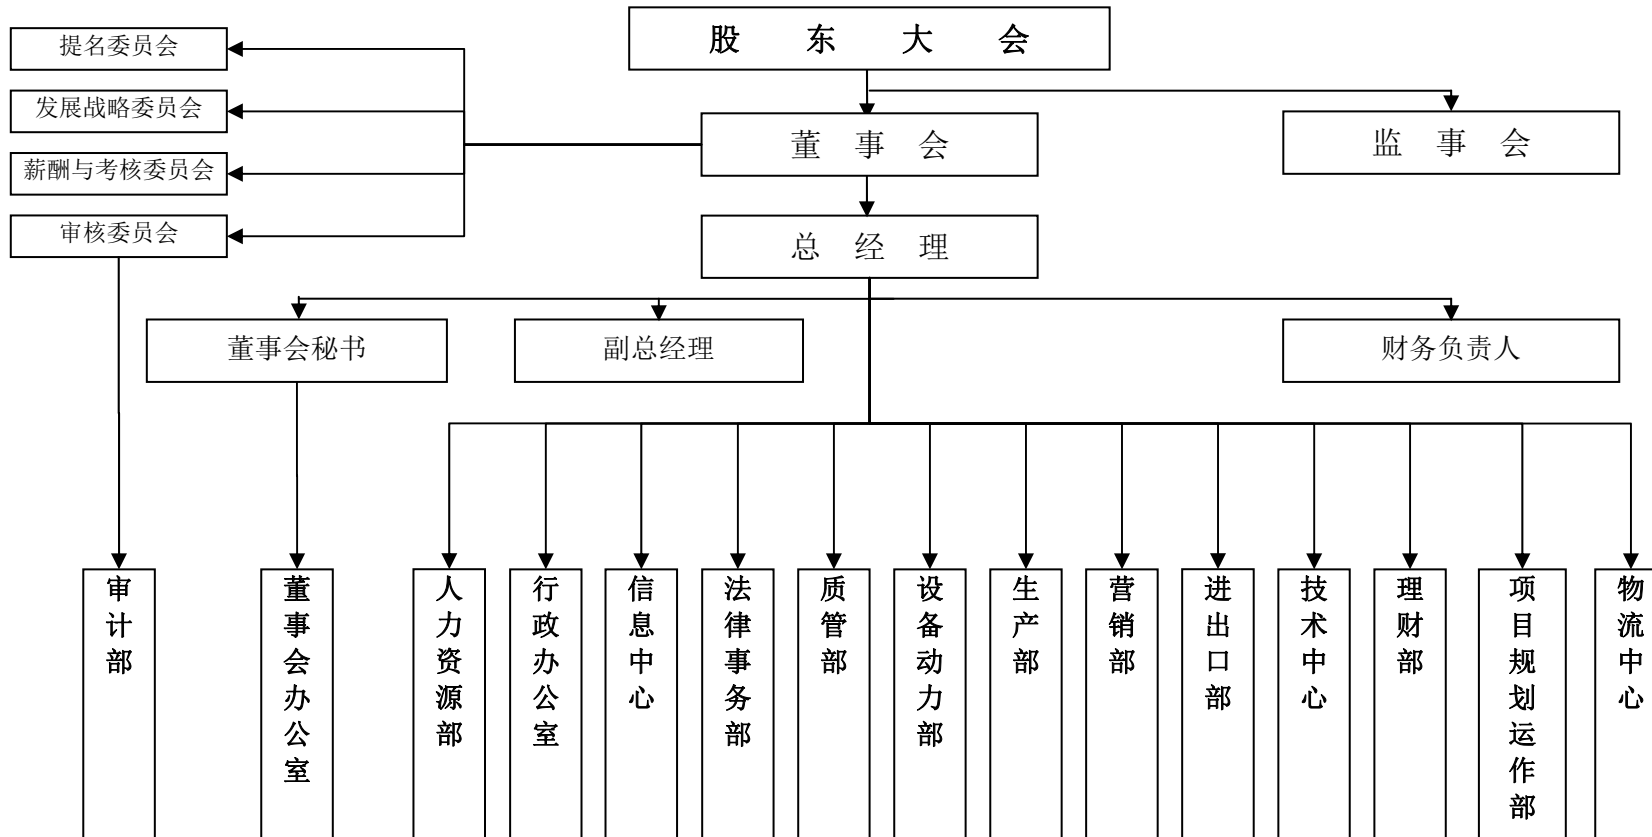 股 东 大 会
提名委员会
发展战略委员会
董 事 会
监 事 会
薪酬与考核委员会
审核委员会
总 经 理
董事会秘书
副总经理
财务负责人
审计部
董事会办公室
人力资源部
行政办公室
信息中心
法律事务部
质管部
设备动力部
生产部
营销部
进出口部
技术中心
理财部
项目规划运作部
物流中心